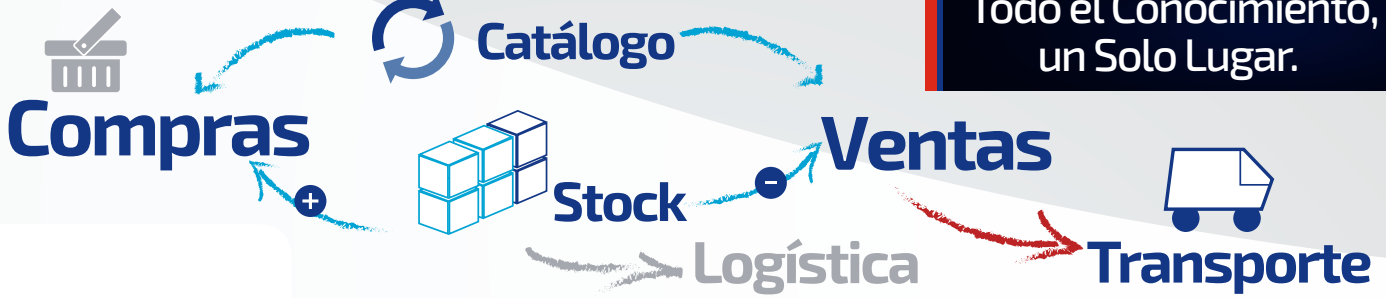 Todo el Conocimiento,
un Solo Lugar.
Catálogo
Compras
+
Ventas
-
Stock
Logística
Transporte